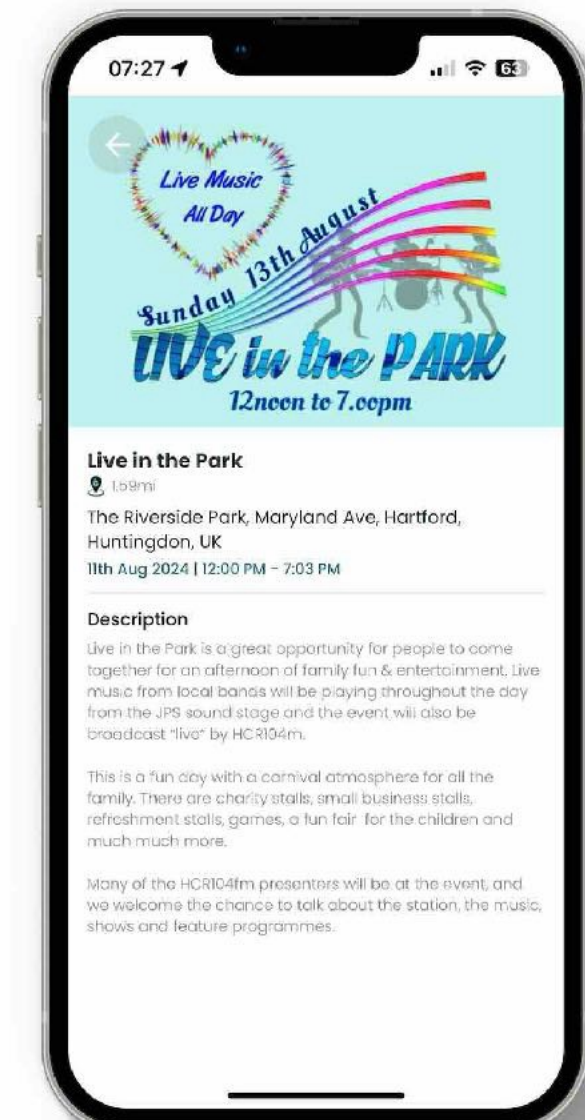 07:27
63
Live Music
All Day
Sunday 13th August
LIVE in the PARK
12noon to 7.00pm
Live in the Park
1.59mi
The Riverside Park, Maryland Ave, Hartford,
Huntingdon, UK
11th Aug 2024 | 12:00 PM - 7:03 PM
Description
Live in the Park is a great opportunity for people to come
together for an afternoon of family fun & entertainment. Live
music from local bands will be playing throughout the day
from the JPS sound stage and the event will also be
broadcast "live" by HCR104m.
This is a fun day with a carnival atmosphere for all the
family. There are charity stalls, small business stalls,
refreshment stalls, games, a fun fair for the children and
much much more.
Many of the HCR104fm presenters will be at the event, and
we welcome the chance to talk about the station, the music,
shows and feature programmes.